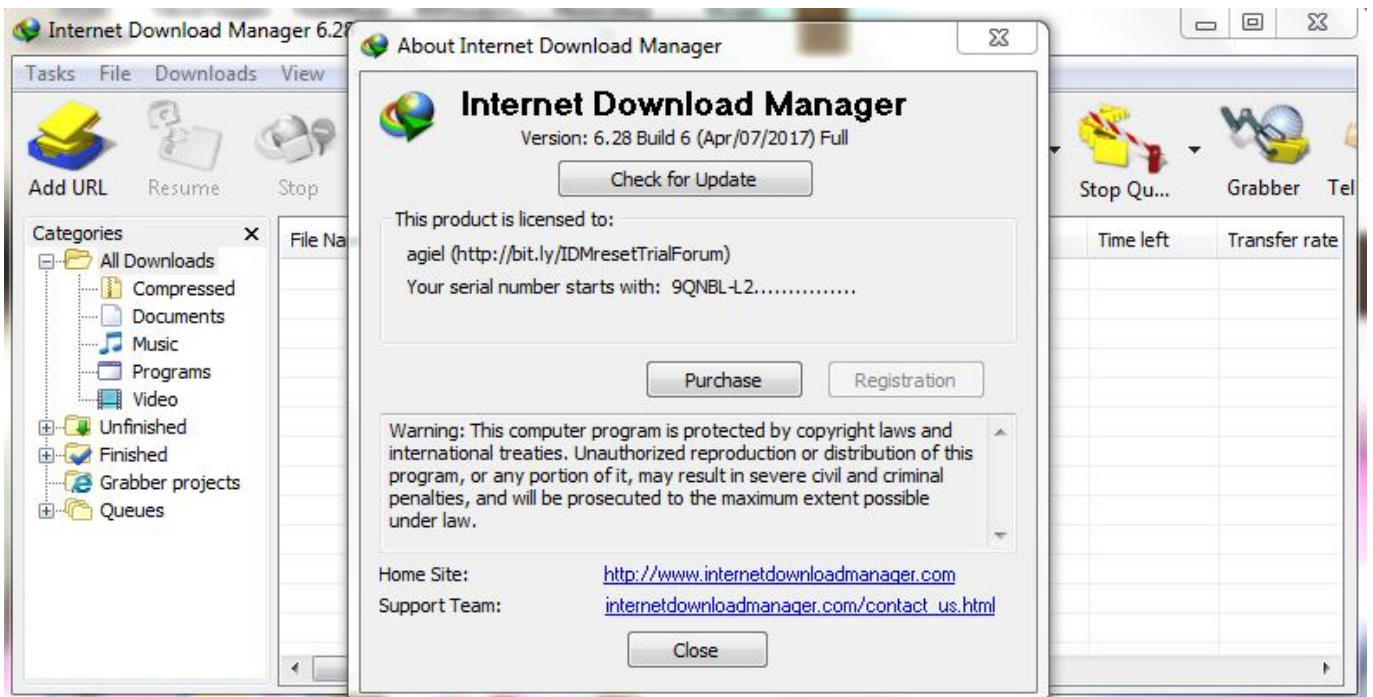 Internet Download Manager 6.28
Tasks File Downloads View
Add URL
Resume
Stop
Stop Qu...
Grabber
Tel
Categories
All Downloads
Compressed
Documents
Music
Programs
Video
Unfinished
Finished
Grabber projects
Queues
File Na
Time left
Transfer rate
About Internet Download Manager
Internet Download Manager
Version: 6.28 Build 6 (Apr/07/2017) Full
Check for Update
This product is licensed to:
agiel (http://bit.ly/IDMresetTrialForum)
Your serial number starts with: 9QNBL-L2...............
Purchase
Registration
Warning: This computer program is protected by copyright laws and
international treaties. Unauthorized reproduction or distribution of this
program, or any portion of it, may result in severe civil and criminal
penalties, and will be prosecuted to the maximum extent possible
under law.
Home Site: http://www.internetdownloadmanager.com
Support Team: internetdownloadmanager.com/contact_us.html
Close